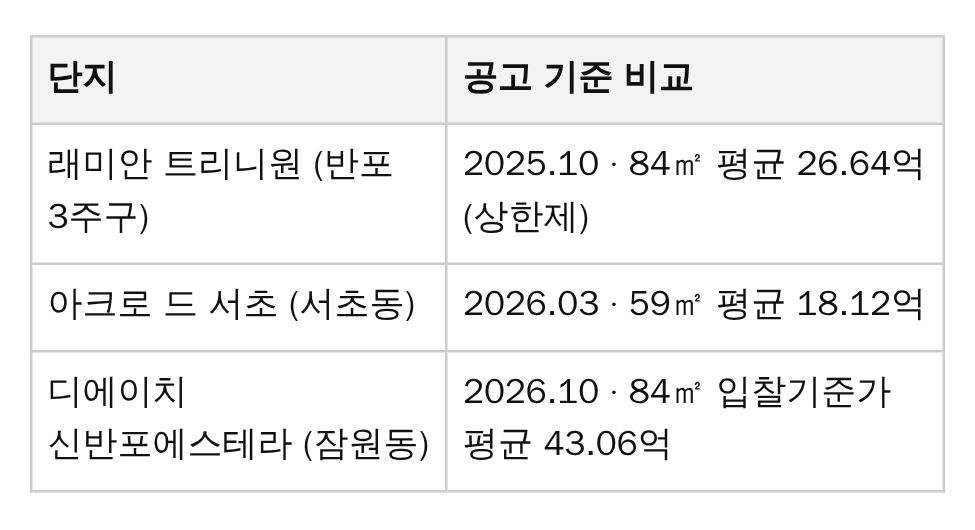 단지
공고 기준 비교
래미안 트리니원 (반포
3주구)
2025.10 · 84㎡ 평균 26.64억
(상한제)
아크로 드 서초 (서초동)
2026.03 · 59㎡ 평균 18.12억
디에이치
신반포에스테라 (잠원동)
2026.10 · 84㎡ 입찰기준가
평균 43.06억